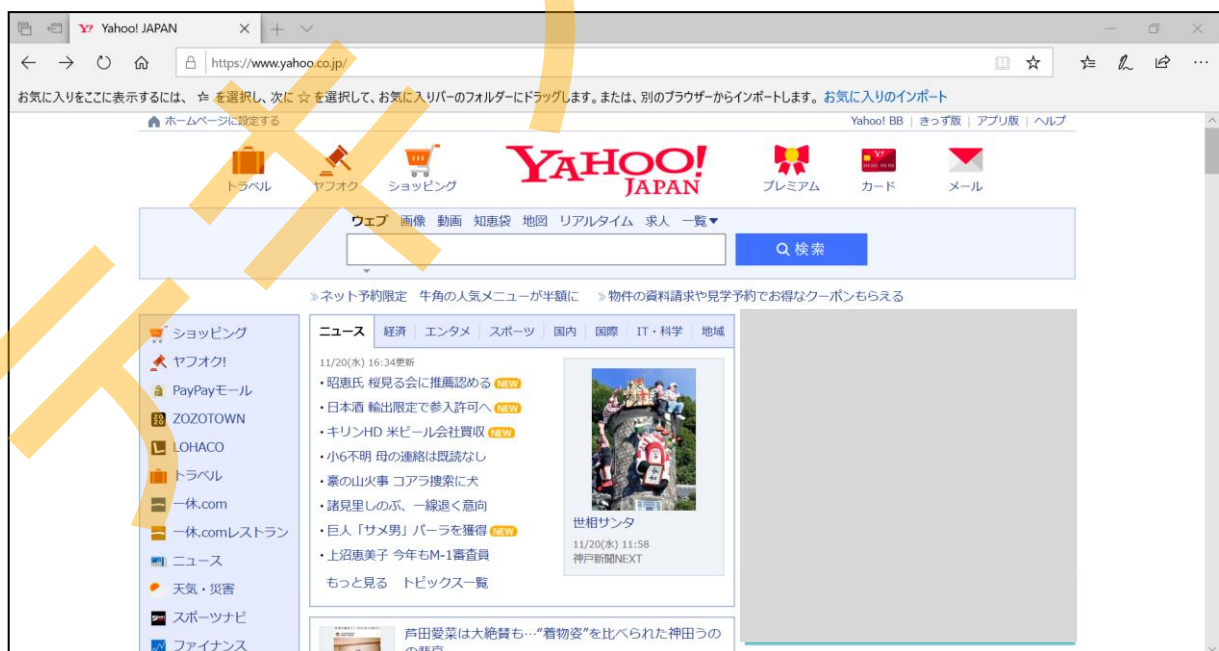 Yahoo! JAPAN
https://www.yahoo.co.jp/
お気に入りをここに表示するには、 を選択し、次に ☆ を選択して、お気に入りバーのフォルダーにドラッグします。または、別のブラウザーからインポートします。 お気に入りのインポート
ホームページに設定する
Yahoo! BB | きっず版 | アプリ版 | ヘルプ
トラベル ヤフオク ショッピング YAHOO! JAPAN プレミアム カード メール
ウェブ 画像 動画 知恵袋 地図 リアルタイム 求人 一覧▼
検索
»ネット予約限定 牛角の人気メニューが半額に »物件の資料請求や見学予約でお得なクーポンもらえる
ショッピング
ヤフオク!
PayPayモール
ZOZOTOWN
LOHACO
トラベル
一休.com
一休.comレストラン
ニュース
天気・災害
スポーツナビ
ファイナンス
ニュース 経済 エンタメ スポーツ 国内 国際 IT・科学 地域
11/20(水) 16:34更新
・昭恵氏 桜見る会に推薦認める NEW
・日本酒 輸出限定で参入許可へ NEW
・キリンHD 米ビール会社買収 NEW
・小6不明 母の連絡は既読なし
・豪の山火事 コアラ捜索に犬
・諸見里しのぶ、一線退く意向
・巨人「サメ男」パーラを獲得 NEW
・上沼恵美子 今年もM-1審査員
もっと見る トピックス一覧
世相サンタ
11/20(水) 11:58
神戸新聞NEXT
芦田愛菜は大絶賛も…“着物姿”を比べられた神田うの